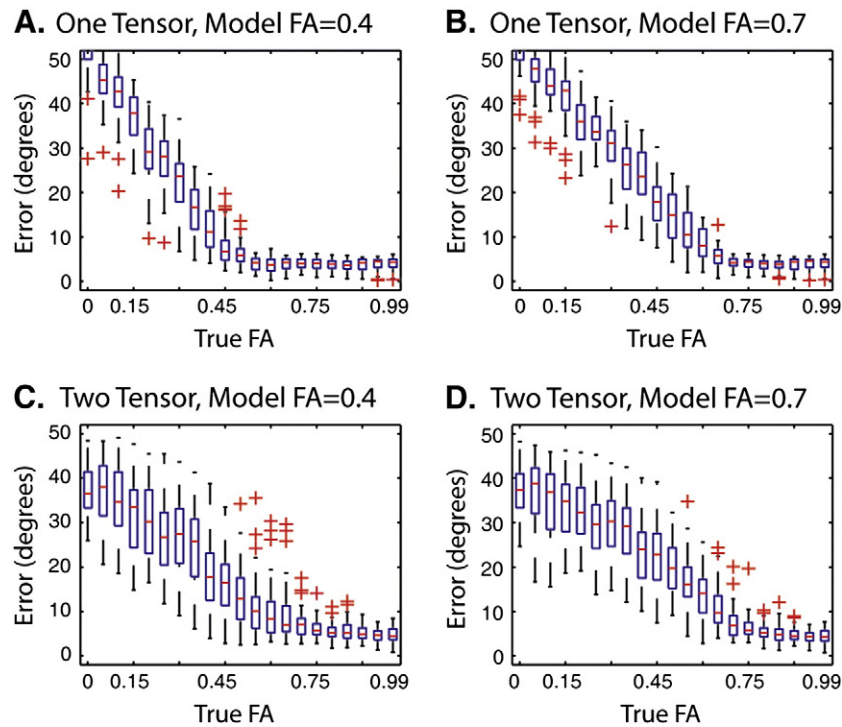 A. One Tensor, Model FA=0.4
B. One Tensor, Model FA=0.7
50
40
30
20
10
0
Error (degrees)
0 0.15 0.45 0.75 0.99
True FA
50
40
30
20
10
0
Error (degrees)
0 0.15 0.45 0.75 0.99
True FA
C. Two Tensor, Model FA=0.4
D. Two Tensor, Model FA=0.7
50
40
30
20
10
0
Error (degrees)
0 0.15 0.45 0.75 0.99
True FA
50
40
30
20
10
0
Error (degrees)
0 0.15 0.45 0.75 0.99
True FA